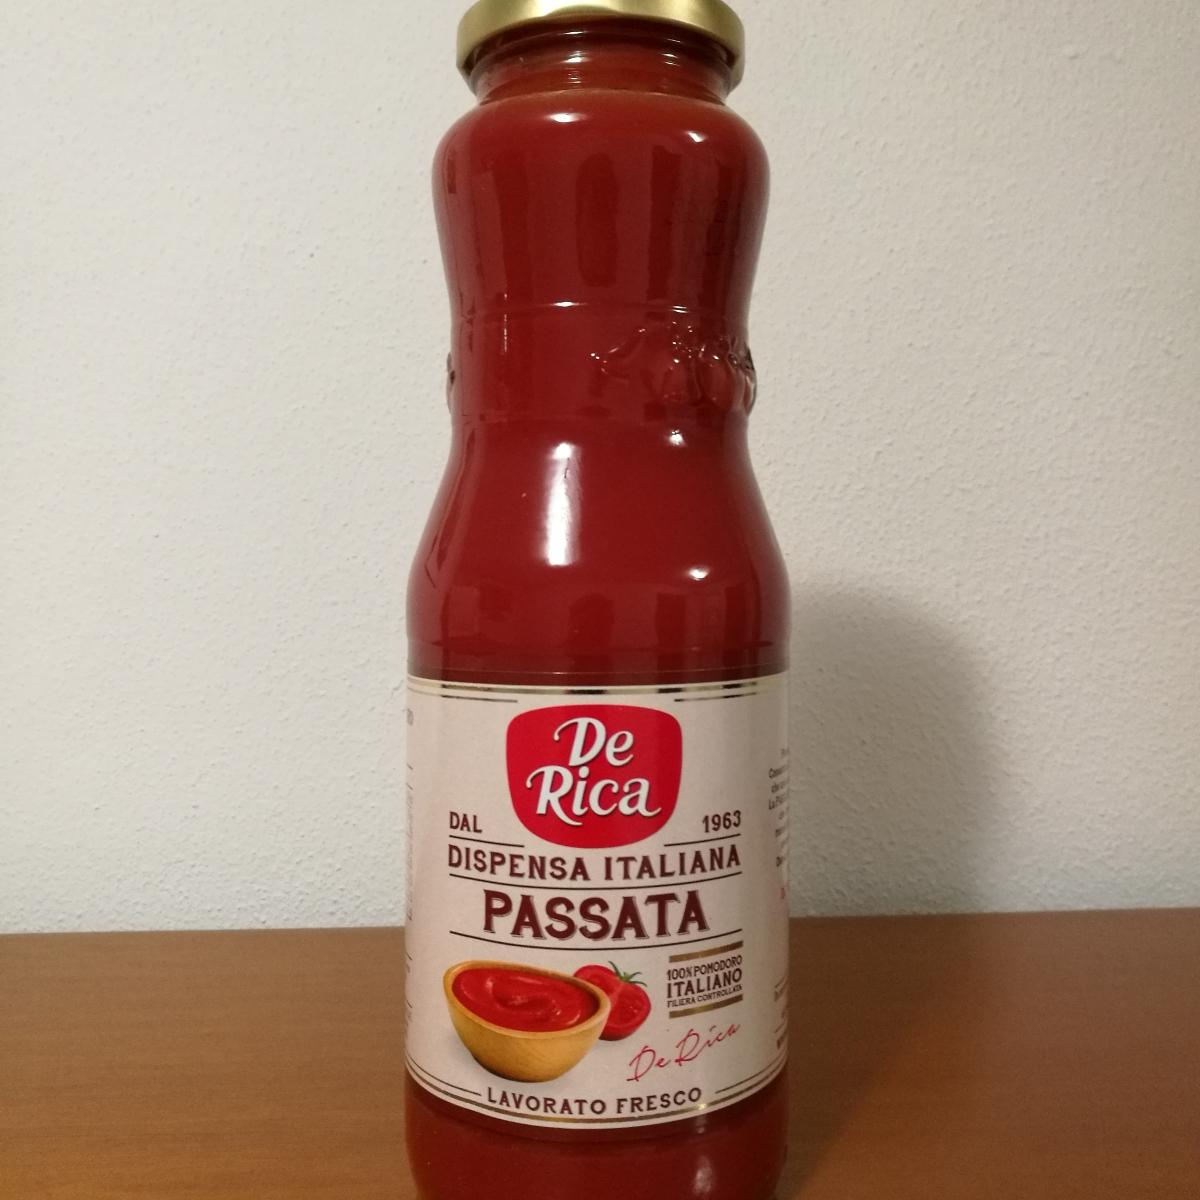 De
Rica
DAL 1963
DISPENSA ITALIANA
PASSATA
100% POMODORO
ITALIANO
FILIERA CONTROLLATA
De Rica
LAVORATO FRESCO